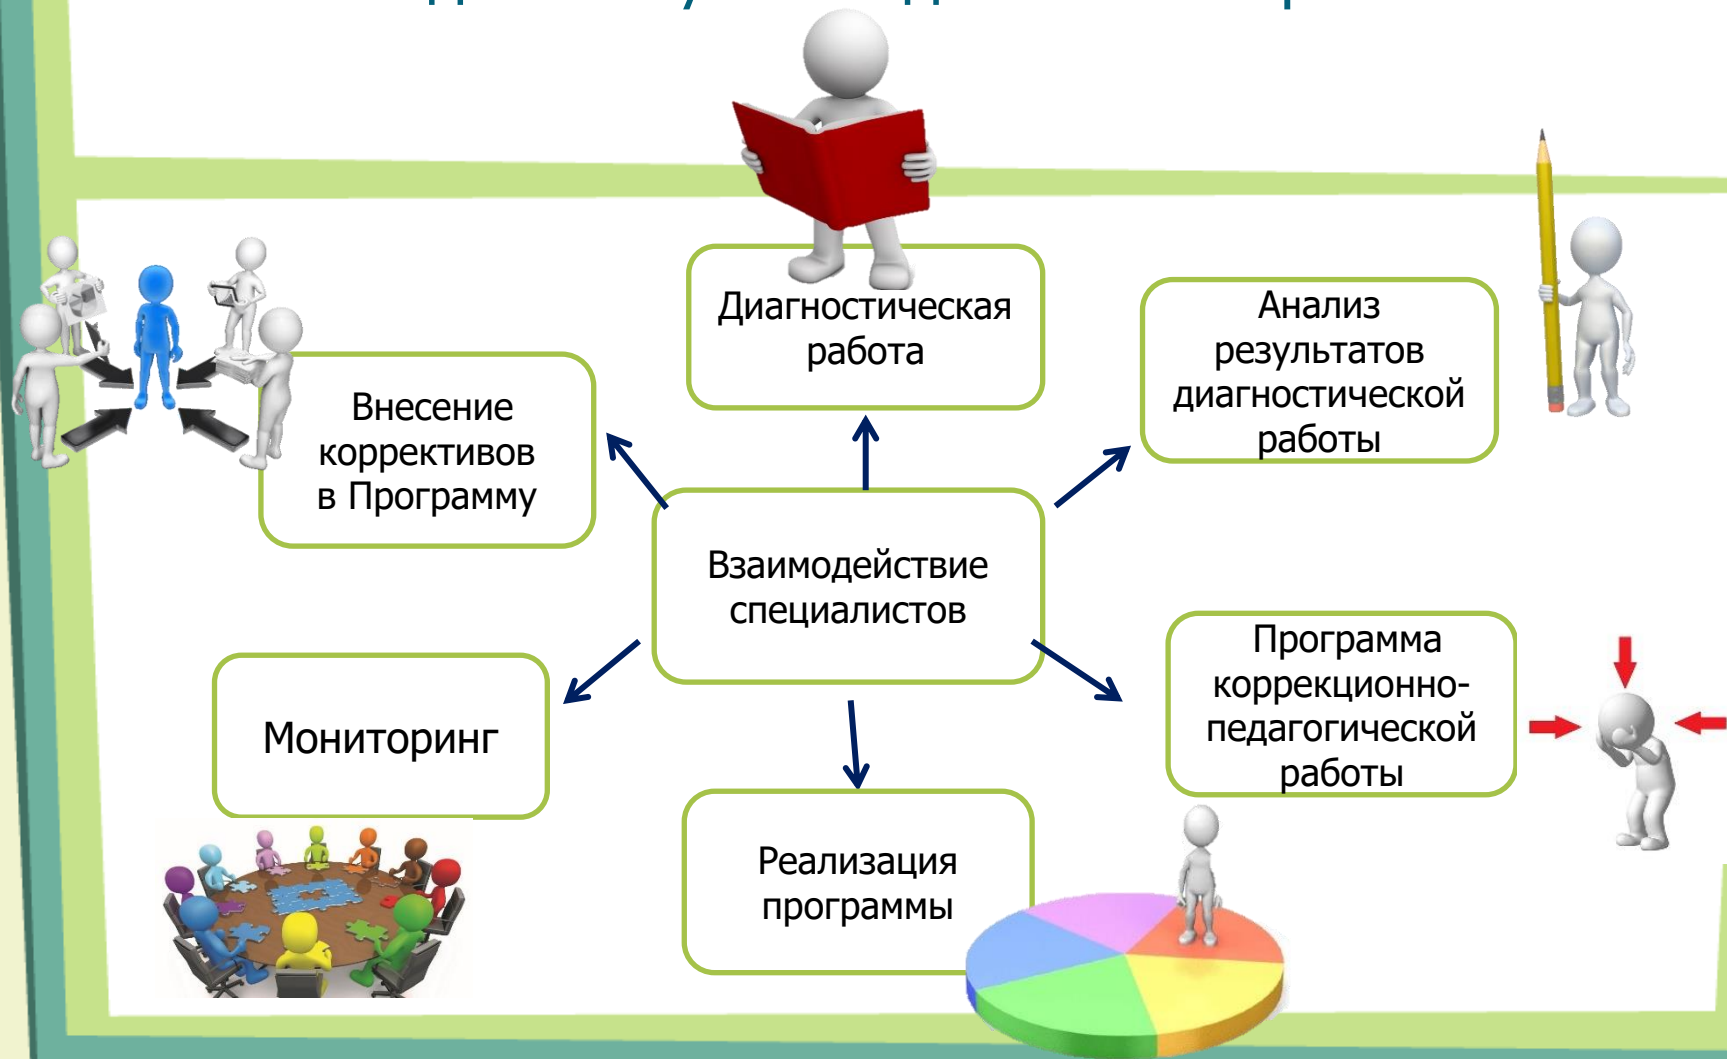 Диагностическая
работа
Анализ
результатов
диагностической
работы
Внесение
коррективов
в Программу
Взаимодействие
специалистов
Программа
коррекционно-
педагогической
работы
Мониторинг
Реализация
программы